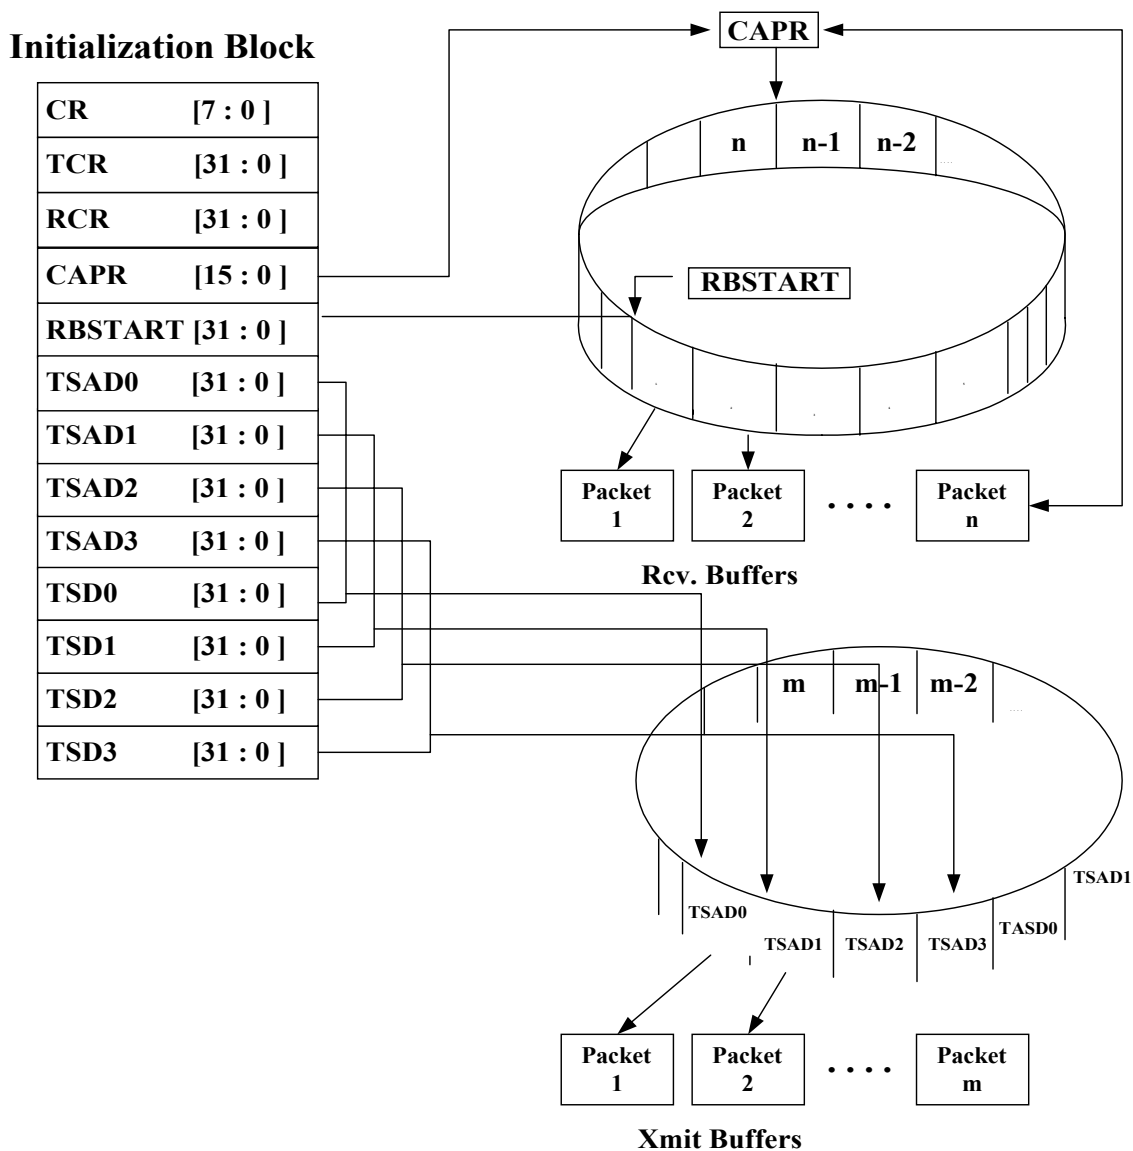 Initialization Block
CR [7 : 0 ]
TCR [31 : 0 ]
RCR [31 : 0 ]
CAPR [15 : 0 ]
RBSTART [31 : 0 ]
TSAD0 [31 : 0 ]
TSAD1 [31 : 0 ]
TSAD2 [31 : 0 ]
TSAD3 [31 : 0 ]
TSD0 [31 : 0 ]
TSD1 [31 : 0 ]
TSD2 [31 : 0 ]
TSD3 [31 : 0 ]
CAPR
n n-1 n-2 ....
RBSTART
Packet
1
Packet
2
. . . .
Packet
n
Rcv. Buffers
m m-1 m-2 ....
TSAD0
TSAD1
TSAD2
TSAD3
TASD0
TSAD1
Packet
1
Packet
2
. . . .
Packet
m
Xmit Buffers